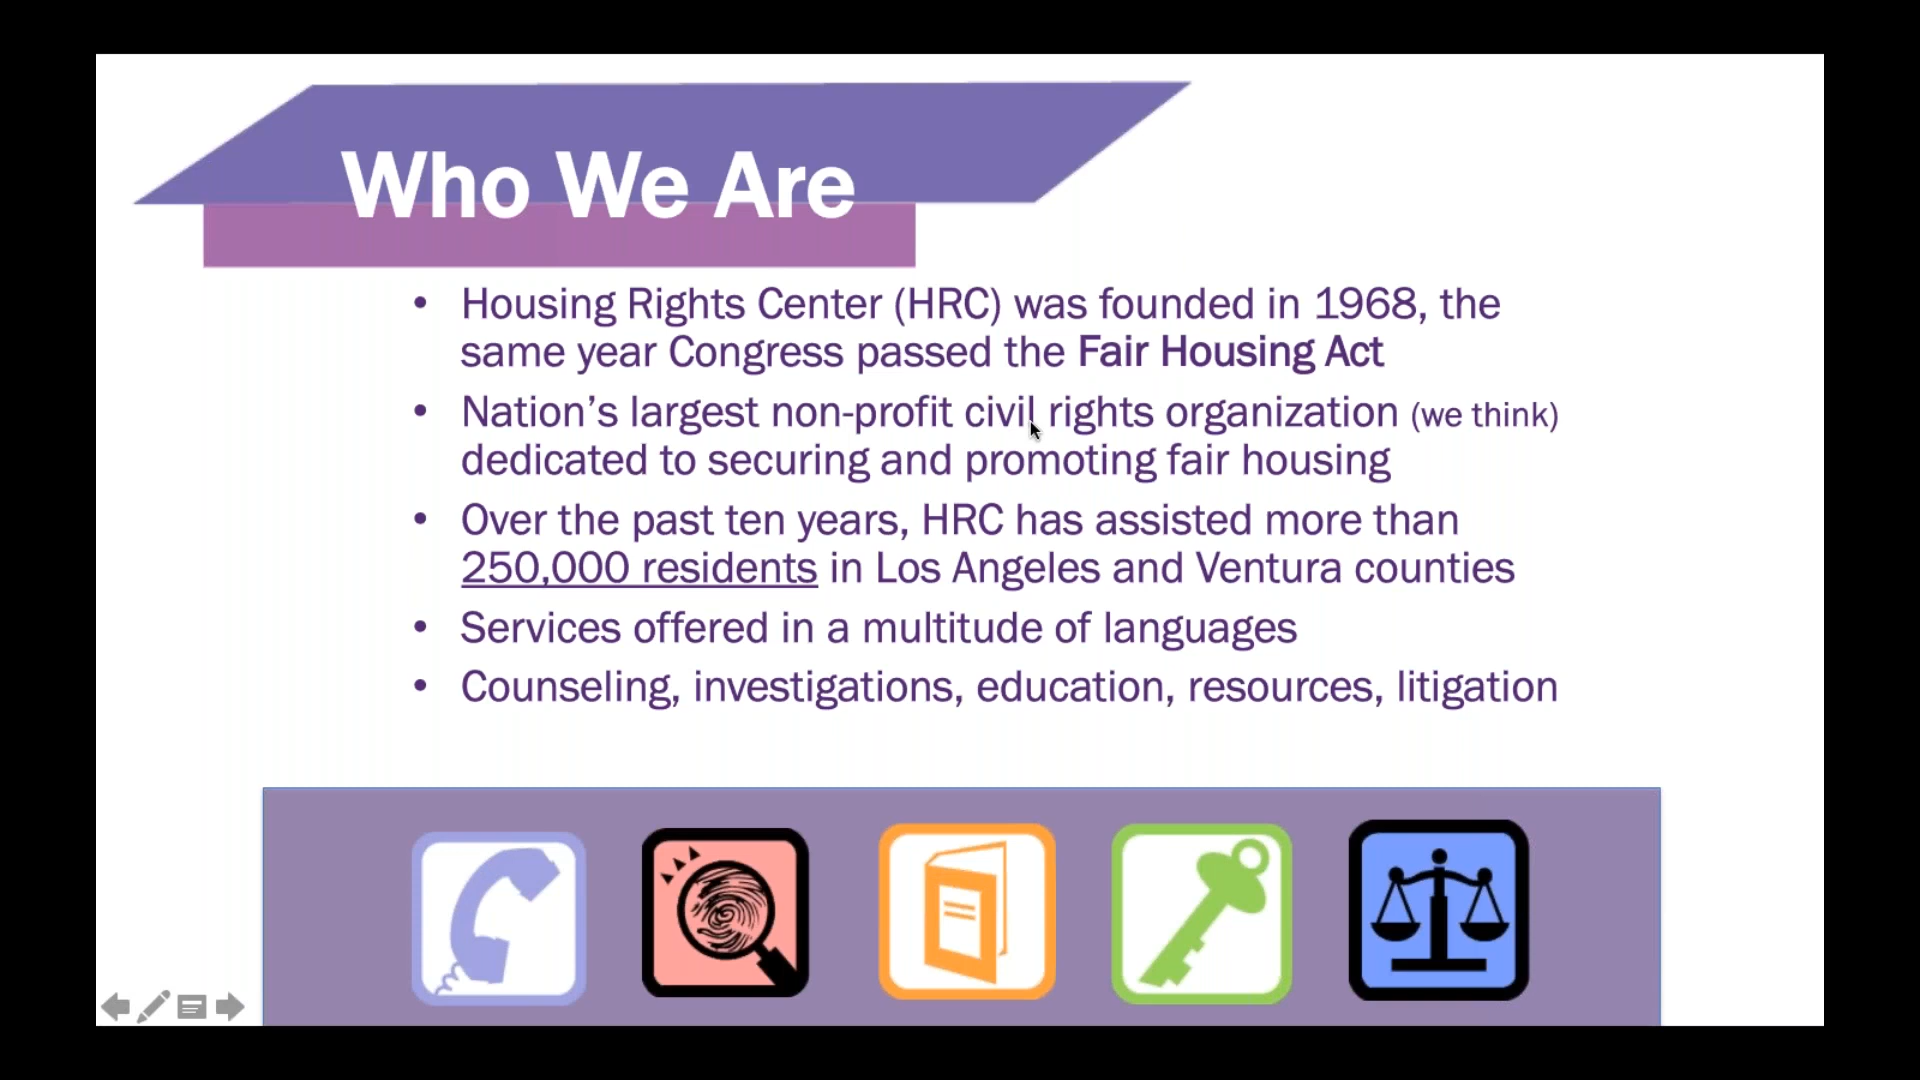 Who We Are
• Housing Rights Center (HRC) was founded in 1968, the
same year Congress passed the Fair Housing Act
• Nation’s largest non-profit civil rights organization (we think)
dedicated to securing and promoting fair housing
• Over the past ten years, HRC has assisted more than
250,000 residents in Los Angeles and Ventura counties
• Services offered in a multitude of languages
• Counseling, investigations, education, resources, litigation